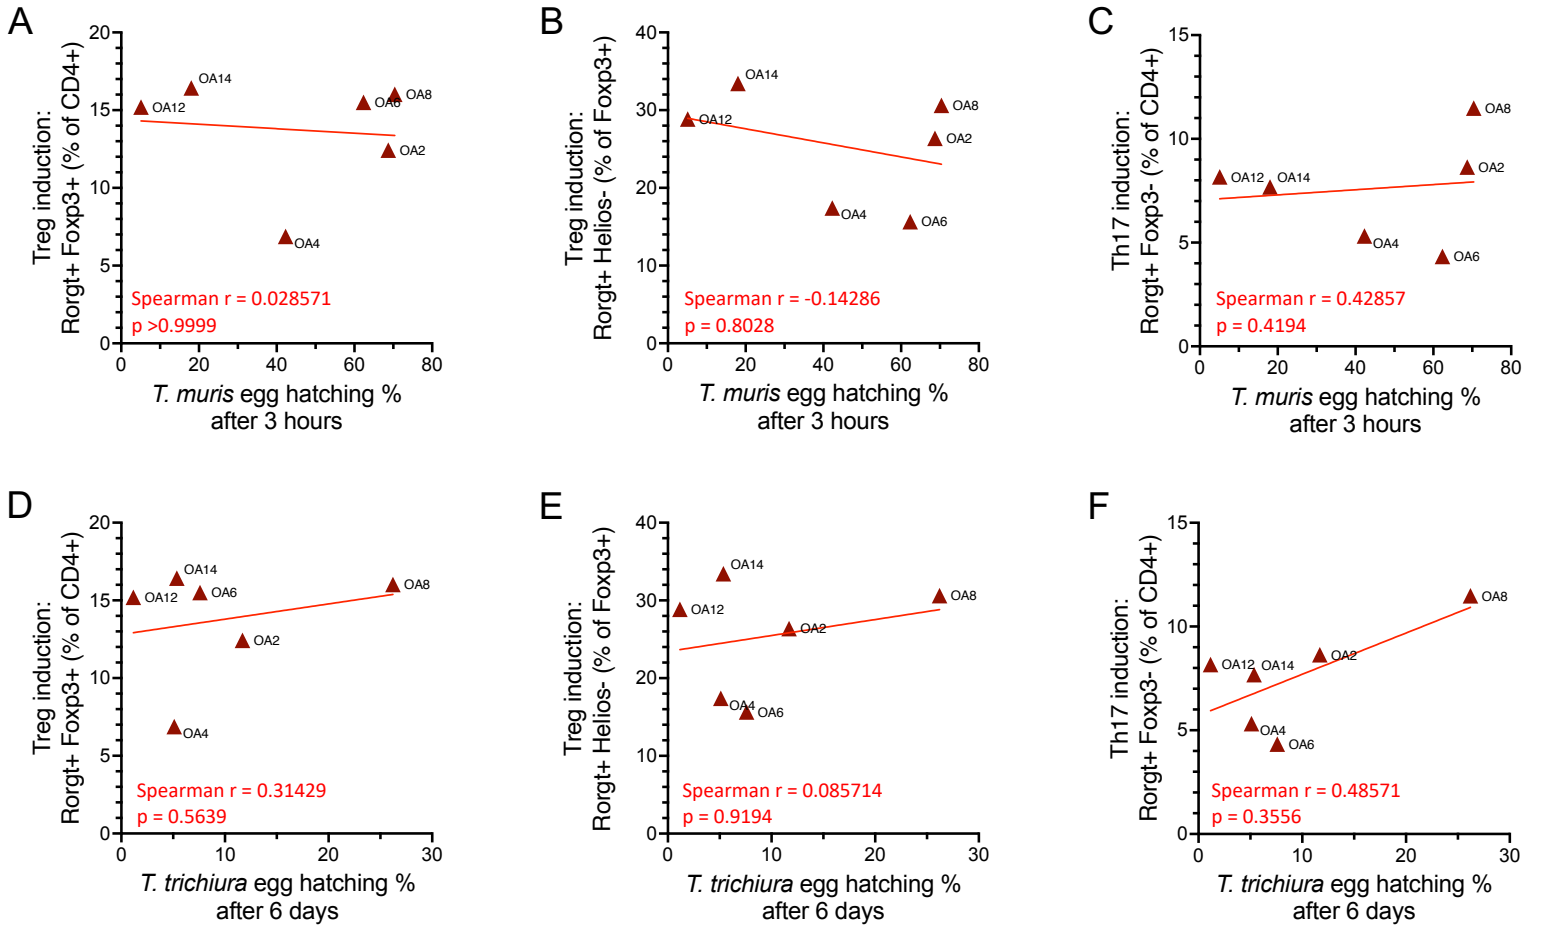 A
Treg induction:
Rorgt+ Foxp3+ (% of CD4+)
20
15
10
5
0
OA12
OA14
OA6
OA8
OA2
OA4
Spearman r = 0.028571
p >0.9999
0 20 40 60 80
T. muris egg hatching %
after 3 hours
B
Treg induction:
Rorgt+ Helios- (% of Foxp3+)
40
30
20
10
0
OA14
OA12
OA8
OA2
OA4
OA6
Spearman r = -0.14286
p = 0.8028
0 20 40 60 80
T. muris egg hatching %
after 3 hours
C
Th17 induction:
Rorgt+ Foxp3- (% of CD4+)
15
10
5
0
OA8
OA12
OA14
OA2
OA4
OA6
Spearman r = 0.42857
p = 0.4194
0 20 40 60 80
T. muris egg hatching %
after 3 hours
D
Treg induction:
Rorgt+ Foxp3+ (% of CD4+)
20
15
10
5
0
OA14
OA12
OA6
OA8
OA2
OA4
Spearman r = 0.31429
p = 0.5639
0 10 20 30
T. trichiura egg hatching %
after 6 days
E
Treg induction:
Rorgt+ Helios- (% of Foxp3+)
40
30
20
10
0
OA14
OA12
OA8
OA2
OA4
OA6
Spearman r = 0.085714
p = 0.9194
0 10 20 30
T. trichiura egg hatching %
after 6 days
F
Th17 induction:
Rorgt+ Foxp3- (% of CD4+)
15
10
5
0
OA8
OA12
OA14
OA2
OA4
OA6
Spearman r = 0.48571
p = 0.3556
0 10 20 30
T. trichiura egg hatching %
after 6 days